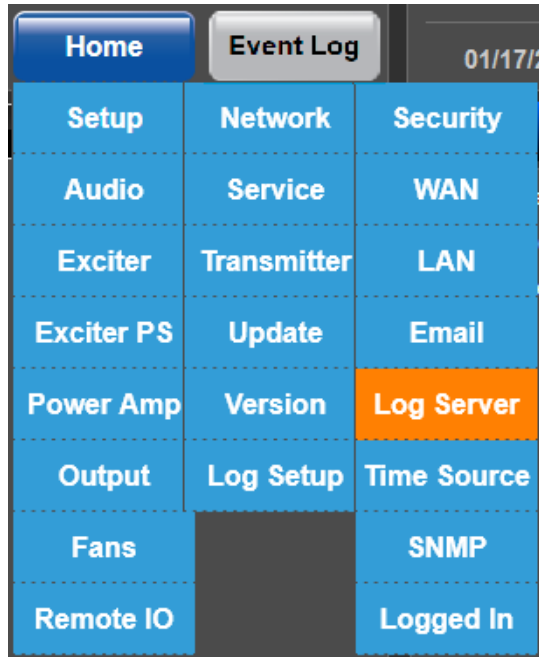 Home Event Log
01/17/
Setup Network Security
Audio Service WAN
Exciter Transmitter LAN
Exciter PS Update Email
Power Amp Version Log Server
Output Log Setup Time Source
Fans SNMP
Remote IO Logged In